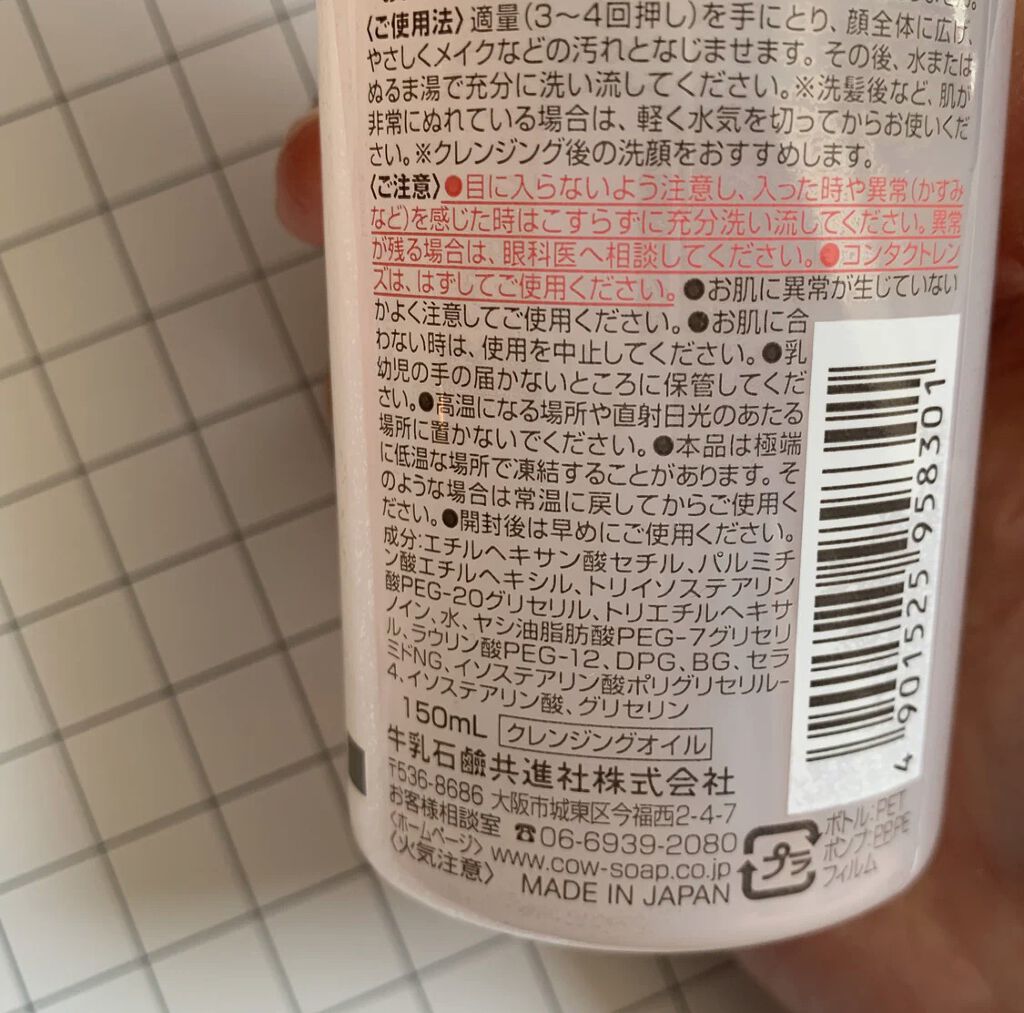 〈ご使用法〉適量(3〜4回押し)を手にとり、顔全体に広げ、
やさしくメイクなどの汚れとなじませます。その後、水または
ぬるま湯で充分に洗い流してください。※洗髪後など、肌が
非常にぬれている場合は、軽く水気を切ってからお使いくだ
さい。※クレンジング後の洗顔をおすすめします。
〈ご注意〉●目に入らないよう注意し、入った時や異常(かすみ
など)を感じた時はこすらずに充分洗い流してください。異常
が残る場合は、眼科医へ相談してください。●コンタクトレン
ズは、はずしてご使用ください。●お肌に異常が生じていない
かよく注意してご使用ください。●お肌に合
わない時は、使用を中止してください。●乳
幼児の手の届かないところに保管してくだ
さい。●高温になる場所や直射日光のあたる
場所に置かないでください。●本品は極端
に低温な場所で凍結することがあります。そ
のような場合は常温に戻してからご使用く
ださい。●開封後は早めにご使用ください。
成分:エチルヘキサン酸セチル、パルミチ
ン酸エチルヘキシル、トリイソステアリン
酸PEG-20グリセリル、トリエチルヘキサ
ノイン、水、ヤシ油脂肪酸PEG-7グリセリ
ル、ラウリン酸PEG-12、DPG、BG、セラ
ミドNG、イソステアリン酸ポリグリセリル-
4、イソステアリン酸、グリセリン
150mL クレンジングオイル
牛乳石鹼共進社株式会社
〒536-8686 大阪市城東区今福西2-4-7
お客様相談室 ☎06-6939-2080
〈ホームページ〉www.cow-soap.co.jp
〈火気注意〉 MADE IN JAPAN
4 901525 958301
プラ
ボトル:PET
ポンプ:PP,PE
フィルム